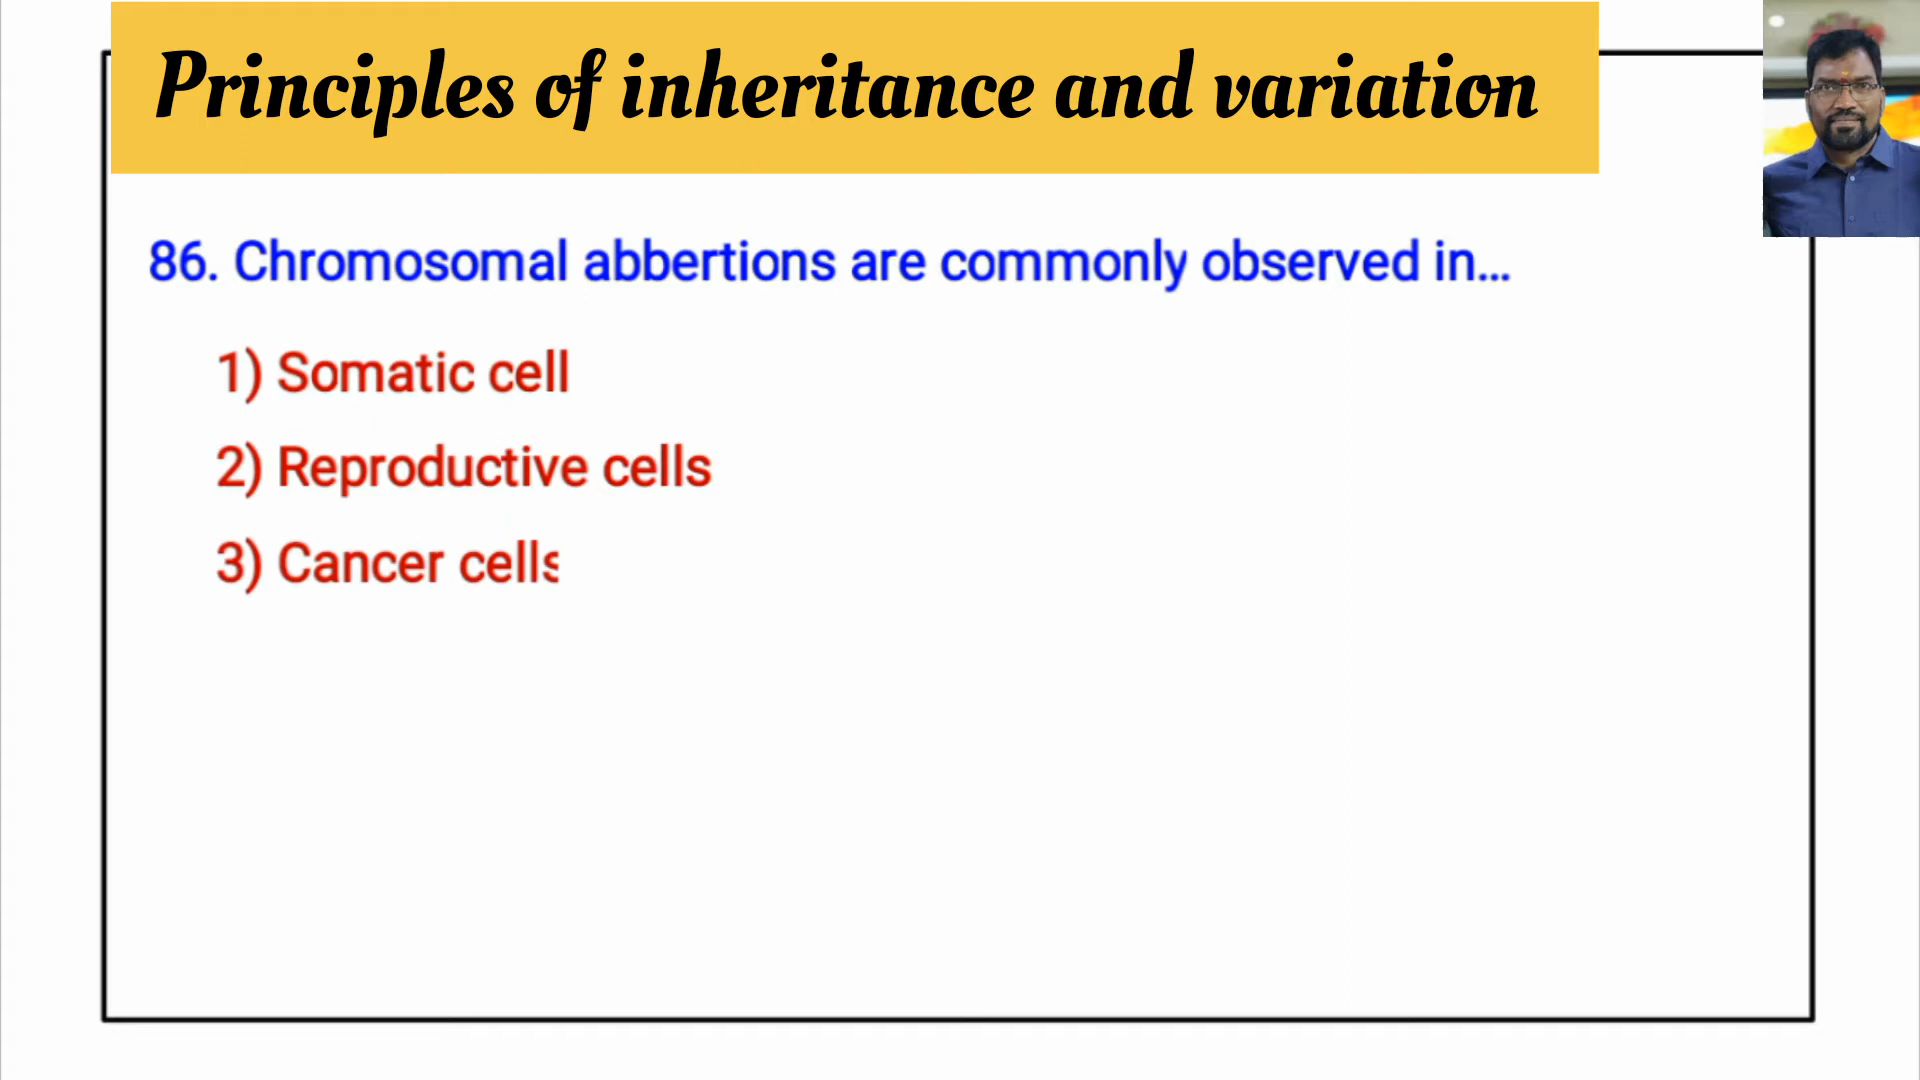 Principles of inheritance and variation
86. Chromosomal abbertions are commonly observed in...
1) Somatic cell
2) Reproductive cells
3) Cancer cells